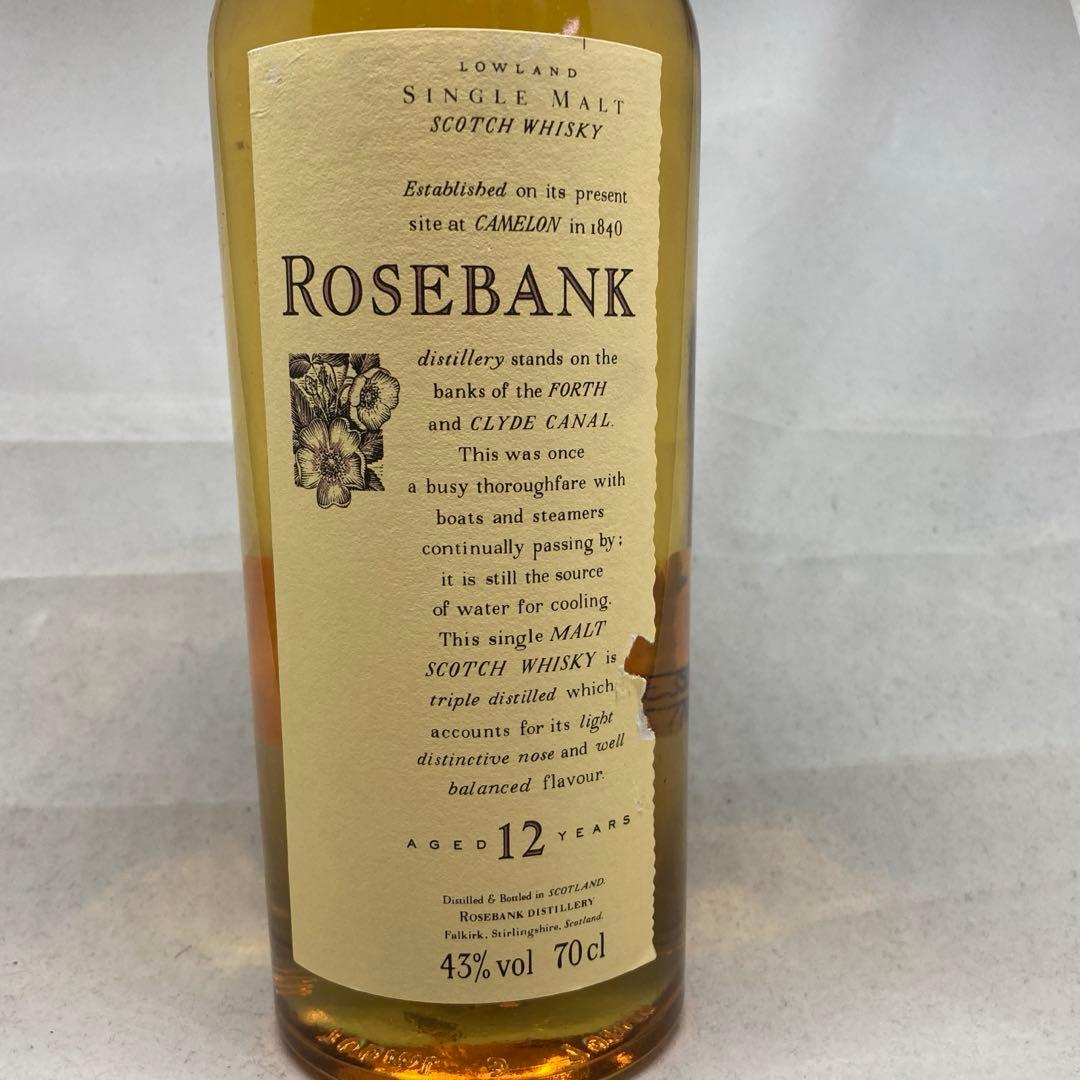 LOWLAND
SINGLE MALT
SCOTCH WHISKY
Established on its present
site at CAMELON in 1840
ROSEBANK
distillery stands on the
banks of the FORTH
and CLYDE CANAL.
This was once
a busy thoroughfare with
boats and steamers
continually passing by;
it is still the source
of water for cooling.
This single MALT
SCOTCH WHISKY is
triple distilled which
accounts for its light
distinctive nose and well
balanced flavour.
AGED 12 YEARS
Distilled & Bottled in SCOTLAND.
ROSEBANK DISTILLERY
Falkirk, Stirlingshire, Scotland.
43% vol 70cl